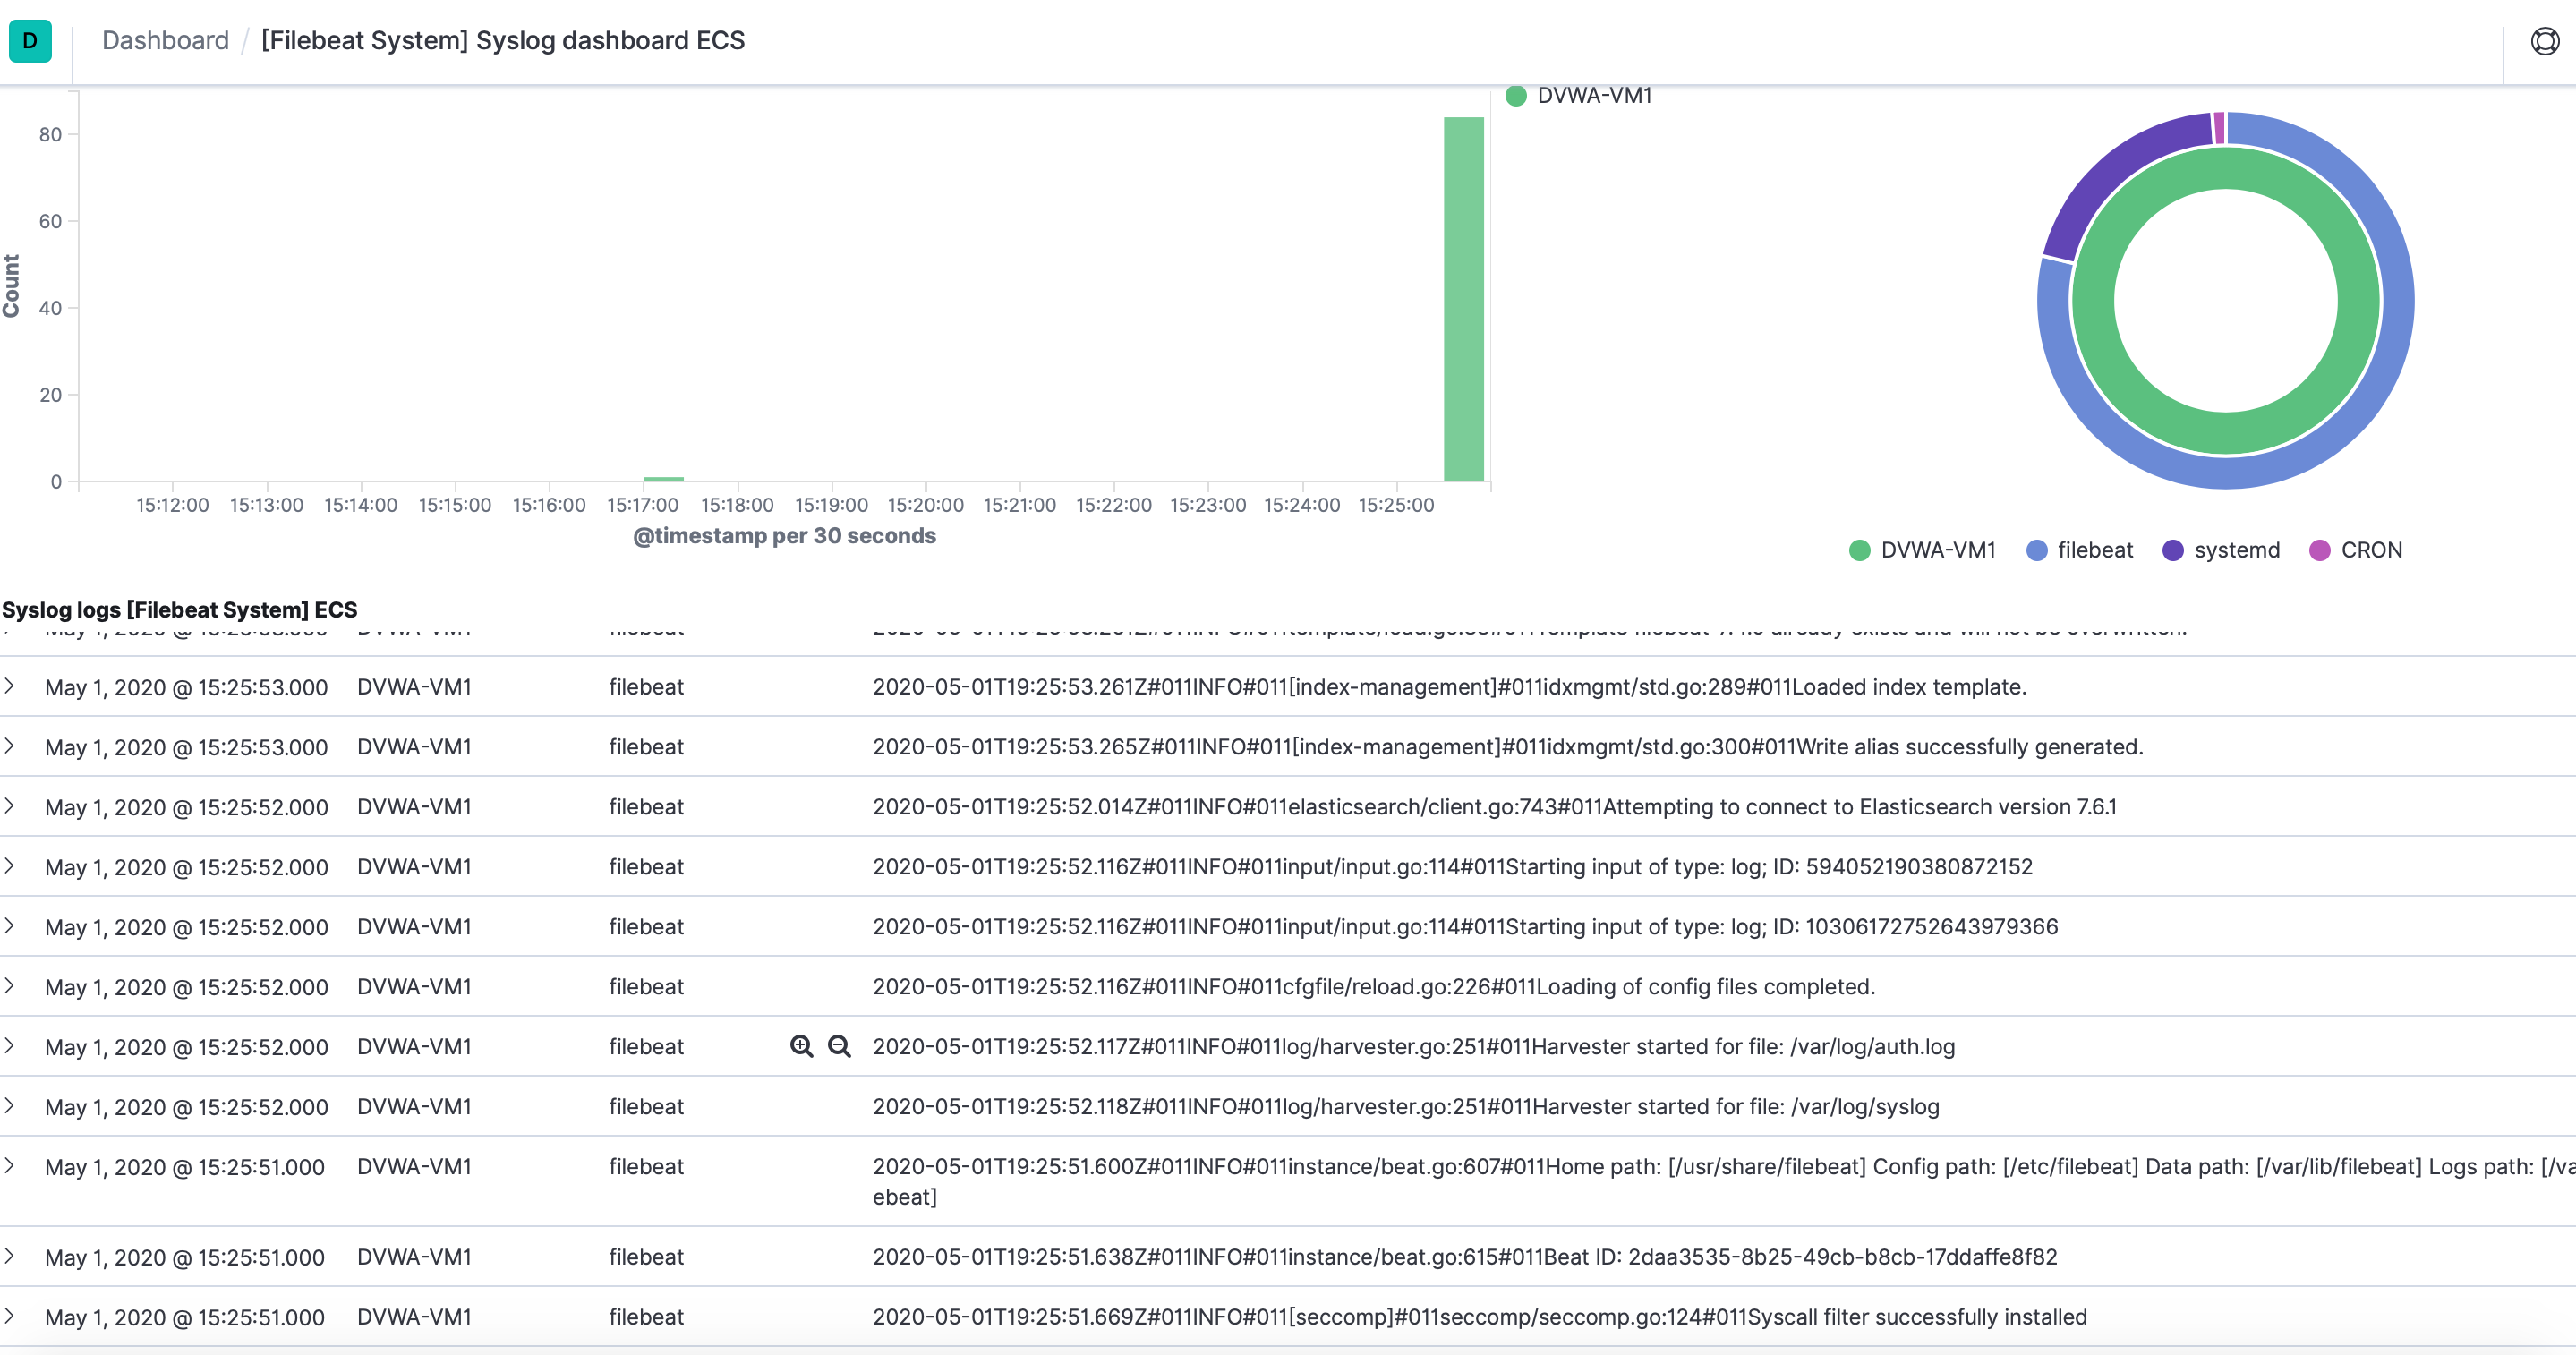 D Dashboard / [Filebeat System] Syslog dashboard ECS
DVWA-VM1
80
60
40
20
0
Count
15:12:00 15:13:00 15:14:00 15:15:00 15:16:00 15:17:00 15:18:00 15:19:00 15:20:00 15:21:00 15:22:00 15:23:00 15:24:00 15:25:00
@timestamp per 30 seconds
DVWA-VM1 filebeat systemd CRON
Syslog logs [Filebeat System] ECS
May 1, 2020 @ 15:25:53.000 DVWA-VM1 filebeat 2020-05-01T19:25:53.261Z#011INFO#011[index-management]#011idxmgmt/std.go:289#011Loaded index template.
May 1, 2020 @ 15:25:53.000 DVWA-VM1 filebeat 2020-05-01T19:25:53.265Z#011INFO#011[index-management]#011idxmgmt/std.go:300#011Write alias successfully generated.
May 1, 2020 @ 15:25:52.000 DVWA-VM1 filebeat 2020-05-01T19:25:52.014Z#011INFO#011elasticsearch/client.go:743#011Attempting to connect to Elasticsearch version 7.6.1
May 1, 2020 @ 15:25:52.000 DVWA-VM1 filebeat 2020-05-01T19:25:52.116Z#011INFO#011input/input.go:114#011Starting input of type: log; ID: 594052190380872152
May 1, 2020 @ 15:25:52.000 DVWA-VM1 filebeat 2020-05-01T19:25:52.116Z#011INFO#011input/input.go:114#011Starting input of type: log; ID: 10306172752643979366
May 1, 2020 @ 15:25:52.000 DVWA-VM1 filebeat 2020-05-01T19:25:52.116Z#011INFO#011cfgfile/reload.go:226#011Loading of config files completed.
May 1, 2020 @ 15:25:52.000 DVWA-VM1 filebeat 2020-05-01T19:25:52.117Z#011INFO#011log/harvester.go:251#011Harvester started for file: /var/log/auth.log
May 1, 2020 @ 15:25:52.000 DVWA-VM1 filebeat 2020-05-01T19:25:52.118Z#011INFO#011log/harvester.go:251#011Harvester started for file: /var/log/syslog
May 1, 2020 @ 15:25:51.000 DVWA-VM1 filebeat 2020-05-01T19:25:51.600Z#011INFO#011instance/beat.go:607#011Home path: [/usr/share/filebeat] Config path: [/etc/filebeat] Data path: [/var/lib/filebeat] Logs path: [/va
ebeat]
May 1, 2020 @ 15:25:51.000 DVWA-VM1 filebeat 2020-05-01T19:25:51.638Z#011INFO#011instance/beat.go:615#011Beat ID: 2daa3535-8b25-49cb-b8cb-17ddaffe8f82
May 1, 2020 @ 15:25:51.000 DVWA-VM1 filebeat 2020-05-01T19:25:51.669Z#011INFO#011[seccomp]#011seccomp/seccomp.go:124#011Syscall filter successfully installed